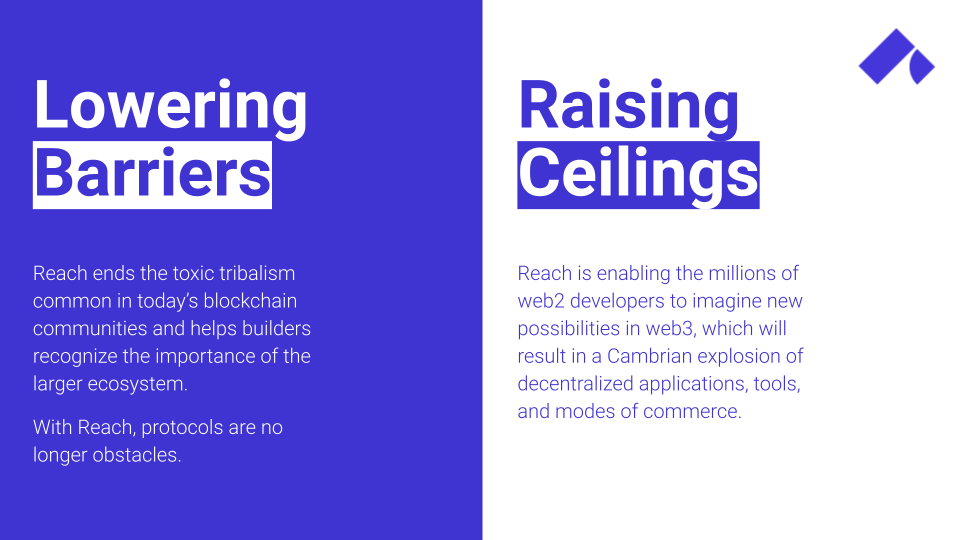 Lowering
Barriers
Reach ends the toxic tribalism
common in today’s blockchain
communities and helps builders
recognize the importance of the
larger ecosystem.
With Reach, protocols are no
longer obstacles.
Raising
Ceilings
Reach is enabling the millions of
web2 developers to imagine new
possibilities in web3, which will
result in a Cambrian explosion of
decentralized applications, tools,
and modes of commerce.